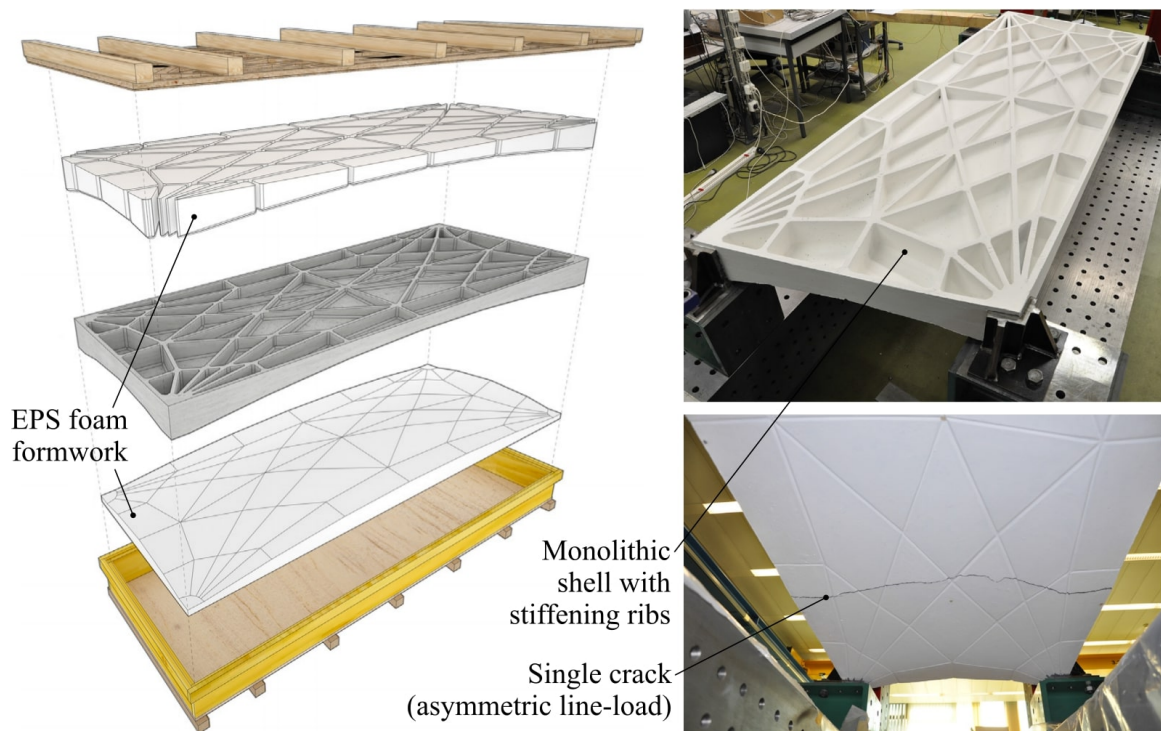 EPS foam
formwork
Monolithic
shell with
stiffening ribs
Single crack
(asymmetric line-load)